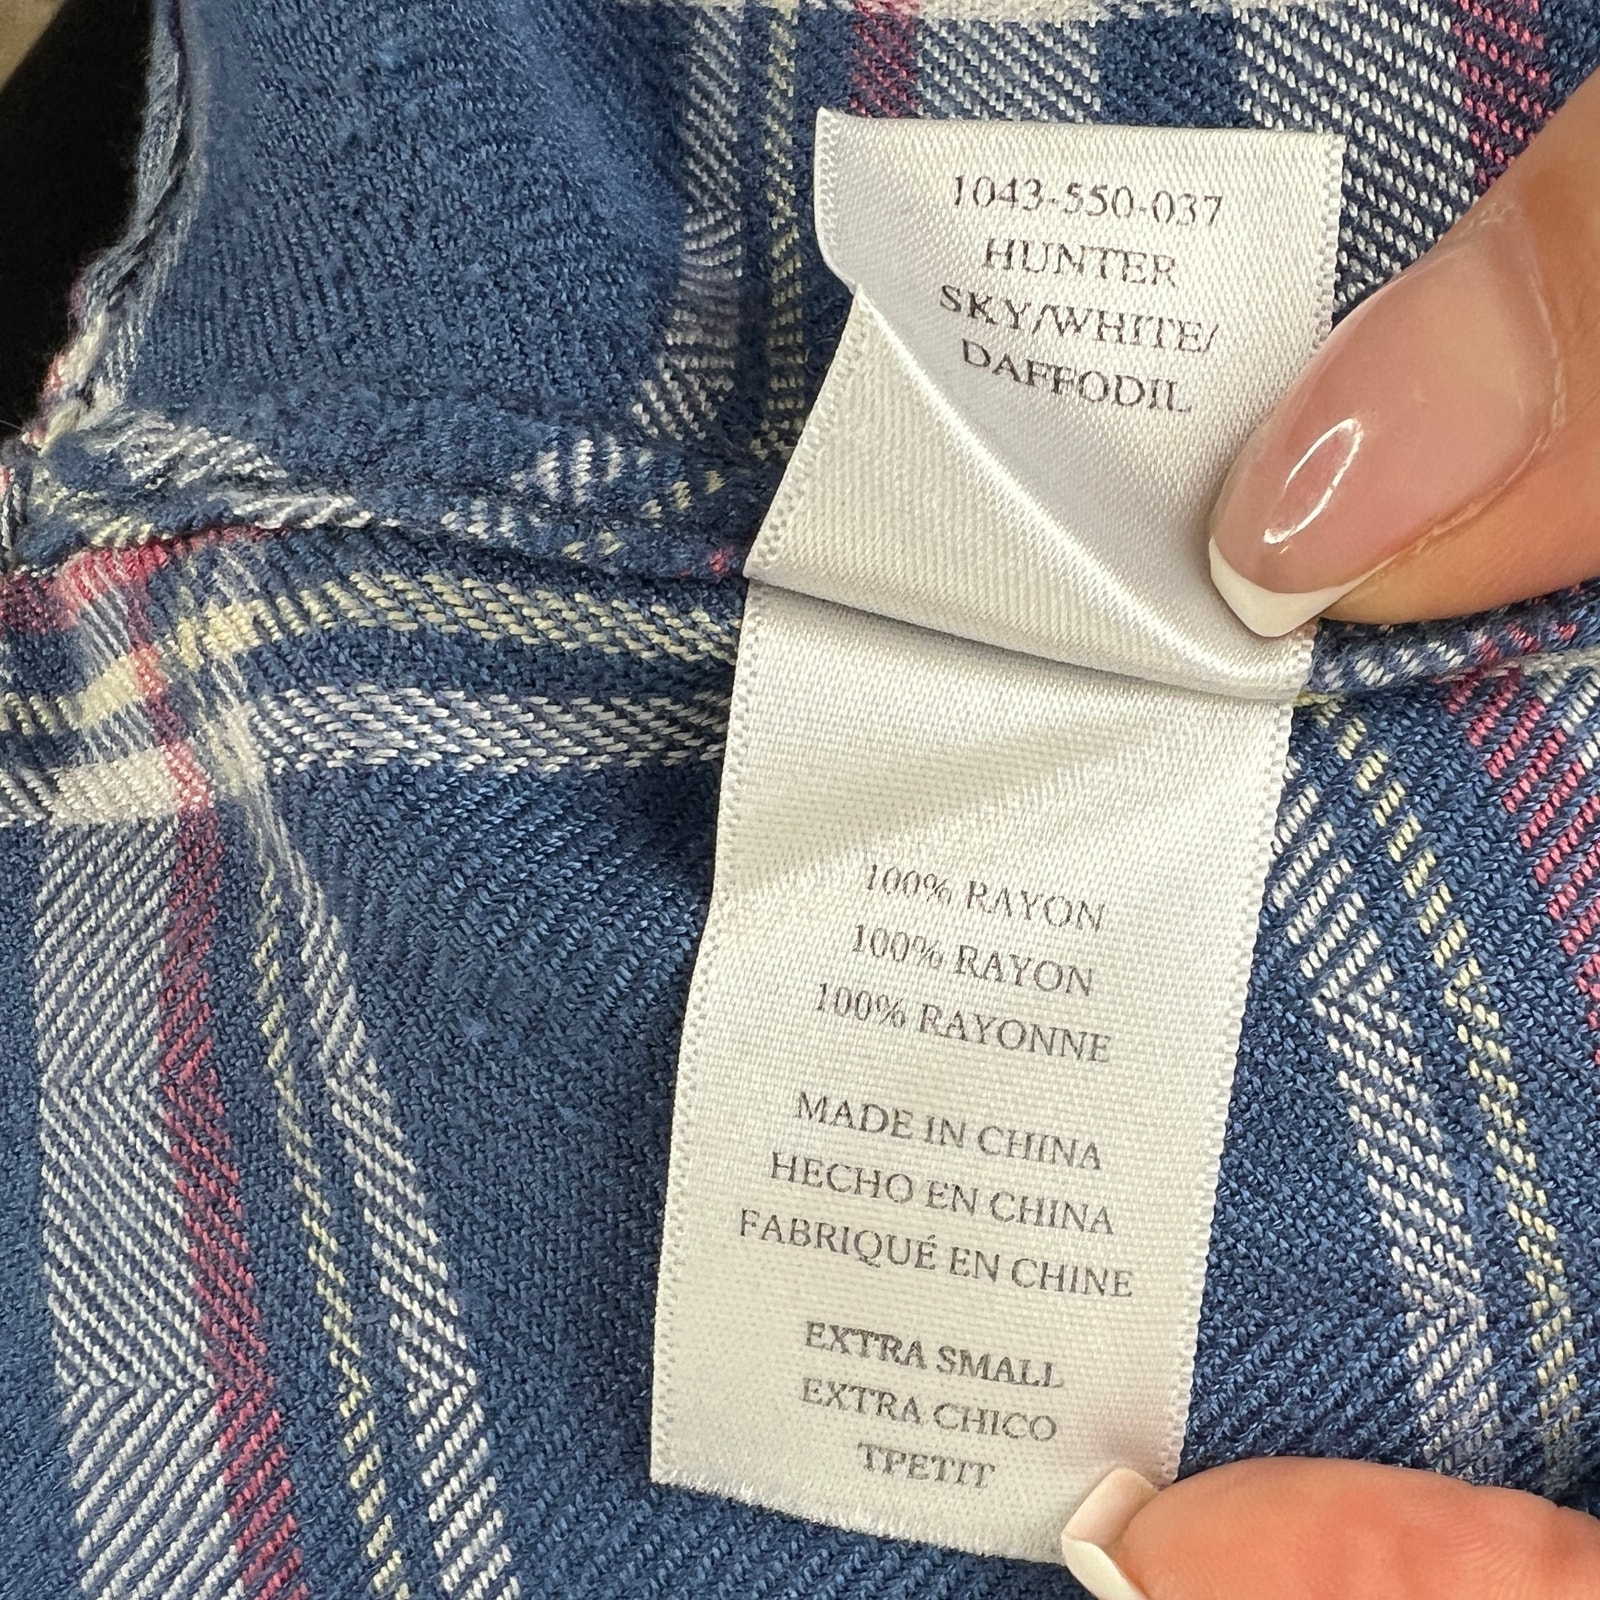 1043-550-037
HUNTER
SKY/WHITE/
DAFFODIL
100% RAYON
100% RAYON
100% RAYONNE
MADE IN CHINA
HECHO EN CHINA
FABRIQUÉ EN CHINE
EXTRA SMALL
EXTRA CHICO
TPETIT